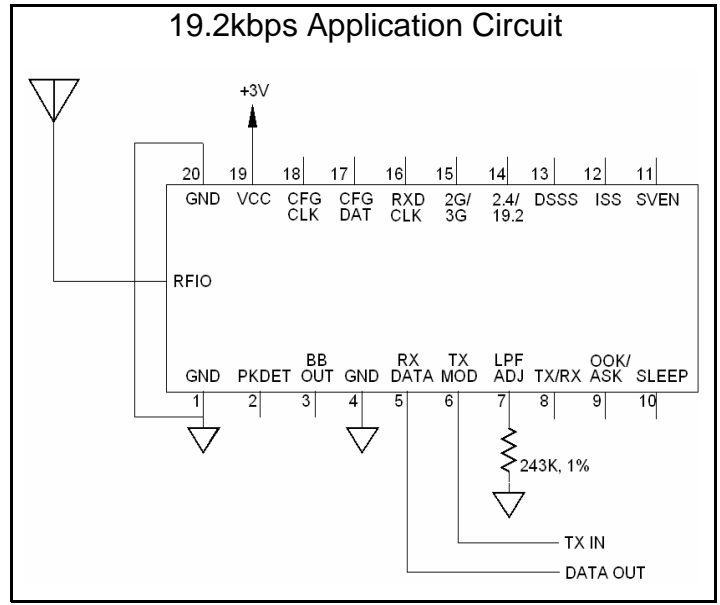 19.2kbps Application Circuit
+3V
20 19 18 17 16 15 14 13 12 11
GND VCC CFG CFG RXD 2G/ 2.4/ DSSS ISS SVEN
CLK DAT CLK 3G 19.2
RFIO
BB RX TX LPF OOK/
GND PKDET OUT GND DATA MOD ADJ TX/RX ASK SLEEP
1 2 3 4 5 6 7 8 9 10
243K, 1%
TX IN
DATA OUT